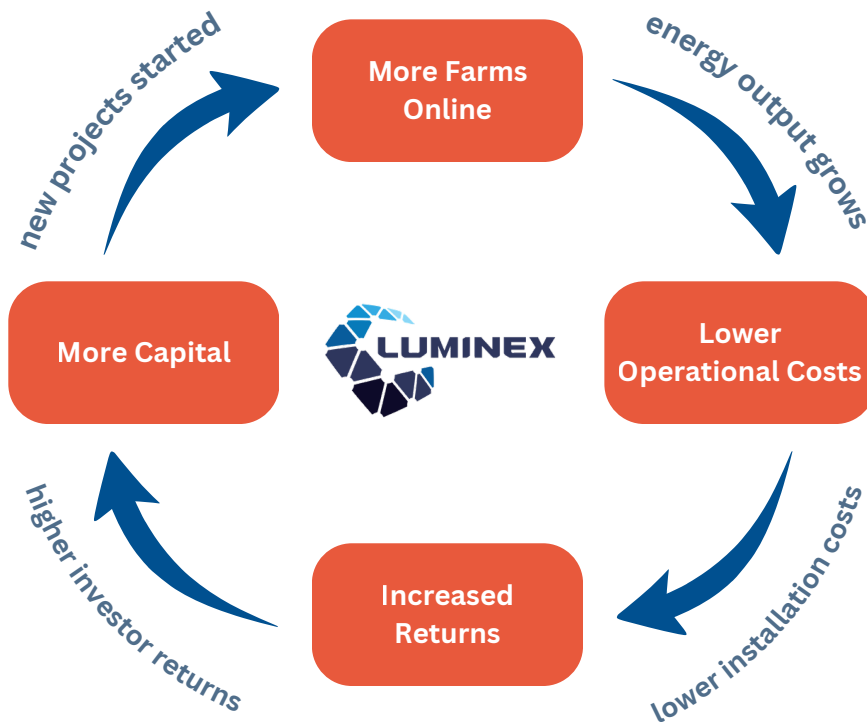 More Farms
Online
energy output grows
Lower
Operational Costs
lower installation costs
Increased
Returns
higher investor returns
More Capital
new projects started
LUMINEX